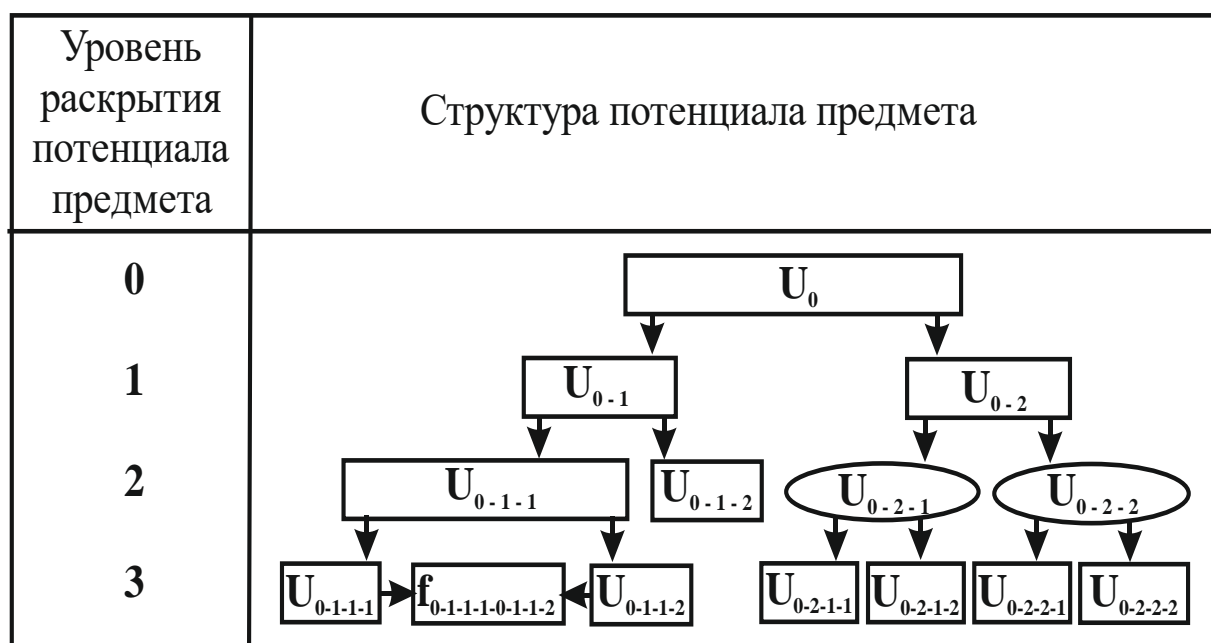 Уровень
раскрытия
потенциала
предмета
Структура потенциала предмета
0
U₀
1
U₀ ₋ ₁
U₀ ₋ ₂
2
U₀ ₋ ₁ ₋ ₁
U₀ ₋ ₁ ₋ ₂
U₀ ₋ ₂ ₋ ₁
U₀ ₋ ₂ ₋ ₂
3
U₀₋₁₋₁₋₁
f₀₋₁₋₁₋₁₋₀₋₁₋₁₋₂
U₀₋₁₋₁₋₂
U₀₋₂₋₁₋₁
U₀₋₂₋₁₋₂
U₀₋₂₋₂₋₁
U₀₋₂₋₂₋₂